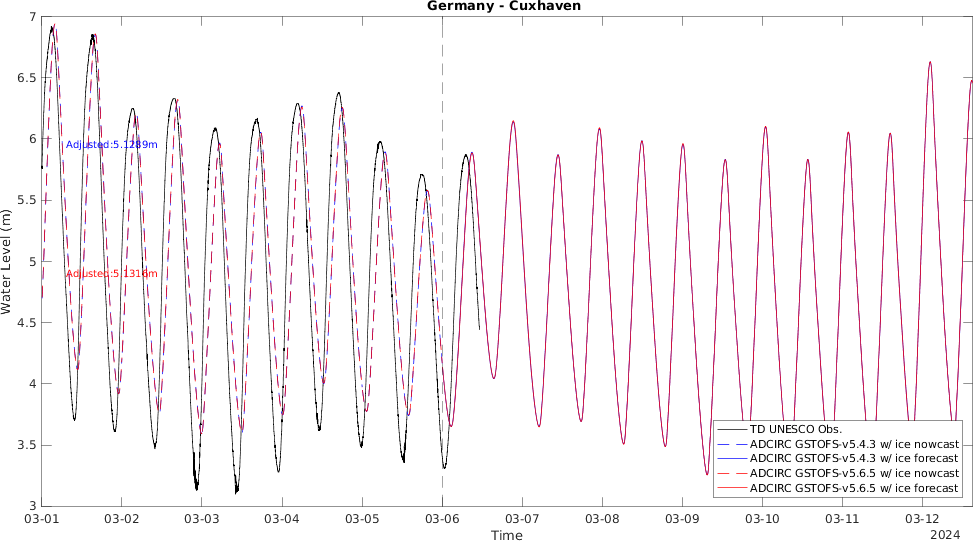 Germany - Cuxhaven
7
6.5
6
5.5
5
4.5
4
3.5
3
Water Level (m)
Adjusted:5.1289m
Adjusted:5.1316m
TD UNESCO Obs.
ADCIRC GSTOFS-v5.4.3 w/ ice nowcast
ADCIRC GSTOFS-v5.4.3 w/ ice forecast
ADCIRC GSTOFS-v5.6.5 w/ ice nowcast
ADCIRC GSTOFS-v5.6.5 w/ ice forecast
03-01 03-02 03-03 03-04 03-05 03-06 03-07 03-08 03-09 03-10 03-11 03-12
Time
2024